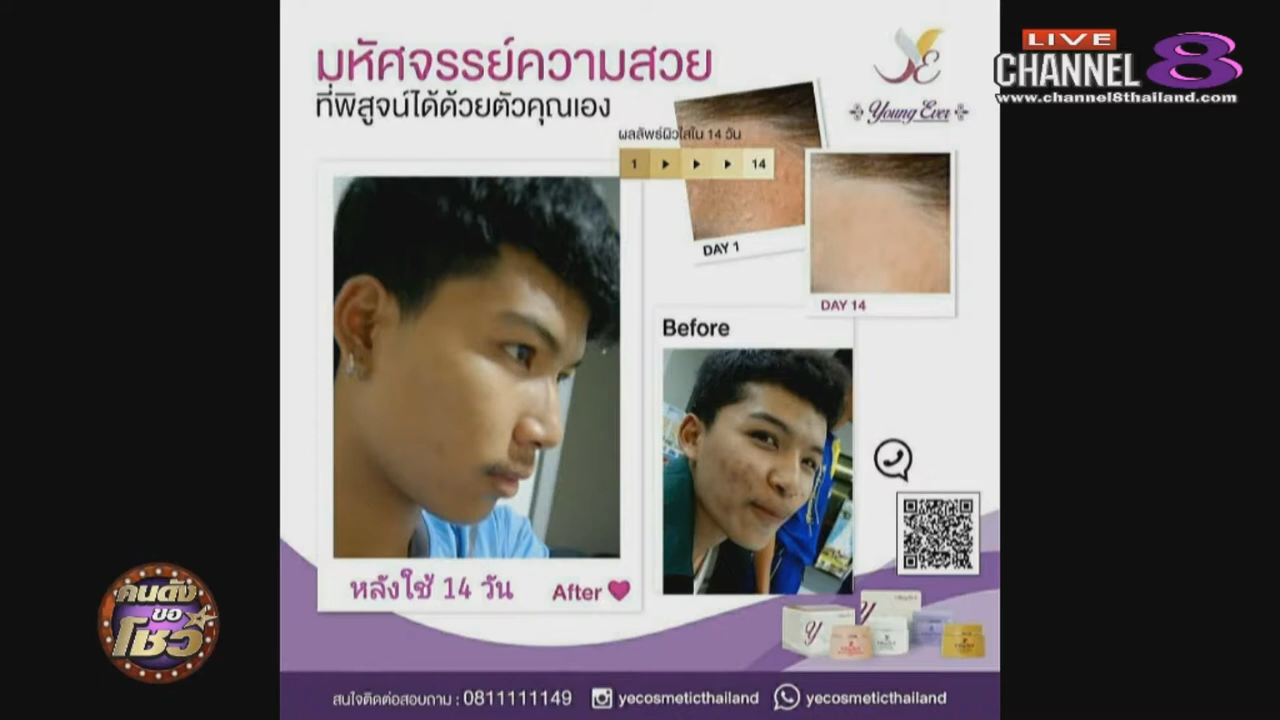 มหัศจรรย์ความสวย
ที่พิสูจน์ได้ด้วยตัวคุณเอง
YE
Young Ever
LIVE
CHANNEL 8
www.channel8thailand.com
ผลลัพธ์ผิวใสใน 14 วัน
1 14
DAY 1
DAY 14
Before
หลังใช้ 14 วัน
After
คนดัง
ขอ
โชว์
สนใจติดต่อสอบถาม : 0811111149 yecosmeticthailand yecosmeticthailand